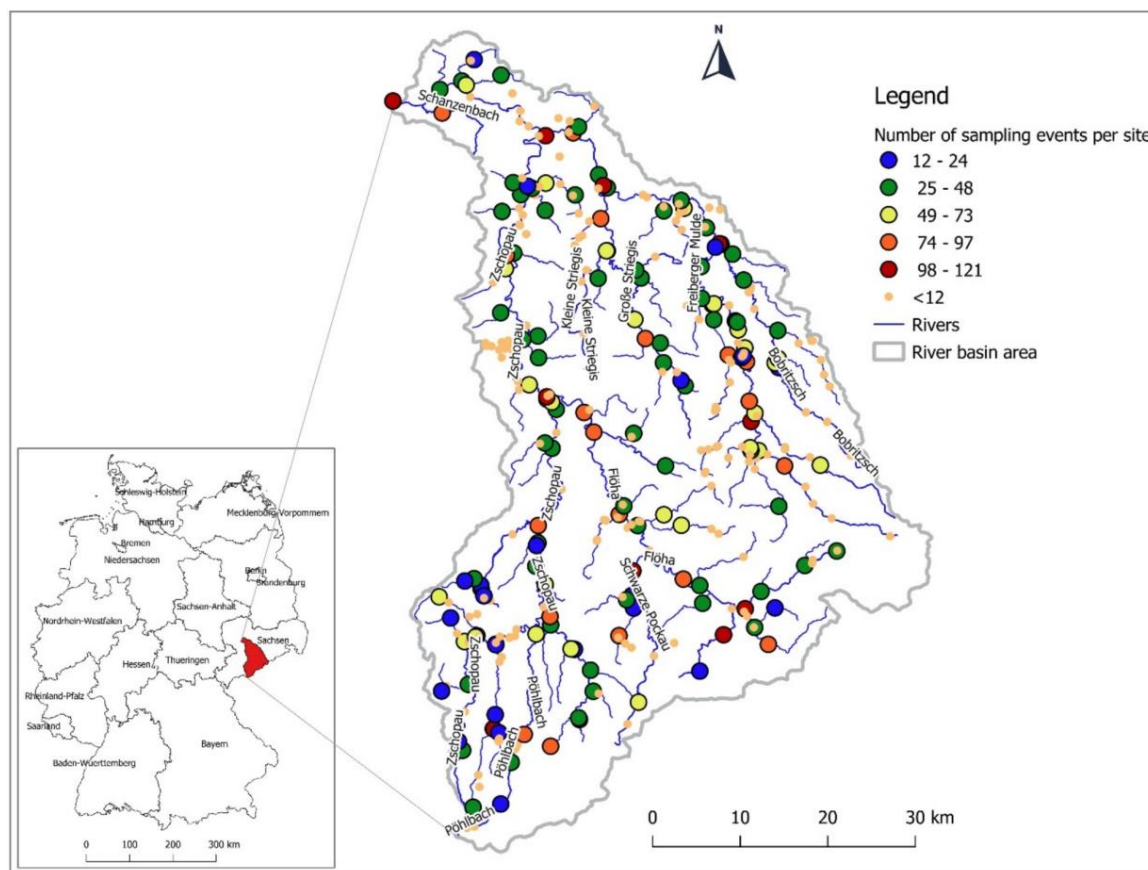 N
Legend
Number of sampling events per site
12 - 24
25 - 48
49 - 73
74 - 97
98 - 121
<12
Rivers
River basin area
Schanzenbach
Zschopau
Kleine Striegis
Kleine Striegis
Große Striegis
Freiberger Mulde
Zschopau
Bobritzsch
Bobritzsch
Zschopau
Flöha
Flöha
Zschopau
Schwarze-Pockau
Zschopau
Pöhlbach
Zschopau
Pöhlbach
Pöhlbach
0 10 20 30 km
Schleswig-Holstein
Mecklenburg-Vorpommern
Hamburg
Bremen
Niedersachsen
Berlin
Brandenburg
Sachsen-Anhalt
Nordrhein-Westfalen
Sachsen
Thueringen
Hessen
Rheinland-Pfalz
Saarland
Bayern
Baden-Wuerttemberg
0 100 200 300 km